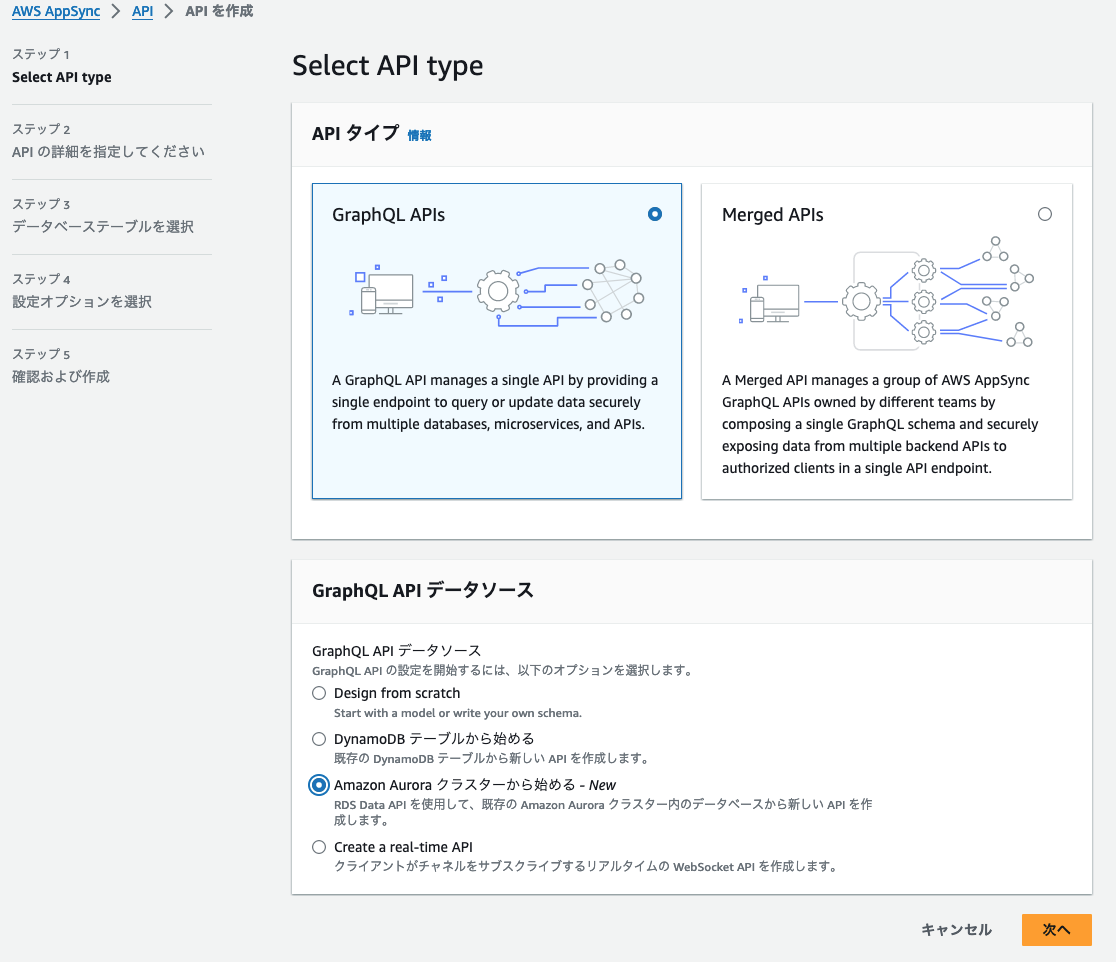 AWS AppSync > API > API を作成
ステップ 1
Select API type
ステップ 2
API の詳細を指定してください
ステップ 3
データベーステーブルを選択
ステップ 4
設定オプションを選択
ステップ 5
確認および作成
Select API type
API タイプ 情報
GraphQL APIs
A GraphQL API manages a single API by providing a
single endpoint to query or update data securely
from multiple databases, microservices, and APIs.
Merged APIs
A Merged API manages a group of AWS AppSync
GraphQL APIs owned by different teams by
composing a single GraphQL schema and securely
exposing data from multiple backend APIs to
authorized clients in a single API endpoint.
GraphQL API データソース
GraphQL API データソース
GraphQL API の設定を開始するには、以下のオプションを選択します。
Design from scratch
Start with a model or write your own schema.
DynamoDB テーブルから始める
既存の DynamoDB テーブルから新しい API を作成します。
Amazon Aurora クラスターから始める - New
RDS Data API を使用して、既存の Amazon Aurora クラスター内のデータベースから新しい API を作
成します。
Create a real-time API
クライアントがチャネルをサブスクライブするリアルタイムの WebSocket API を作成します。
キャンセル
次へ